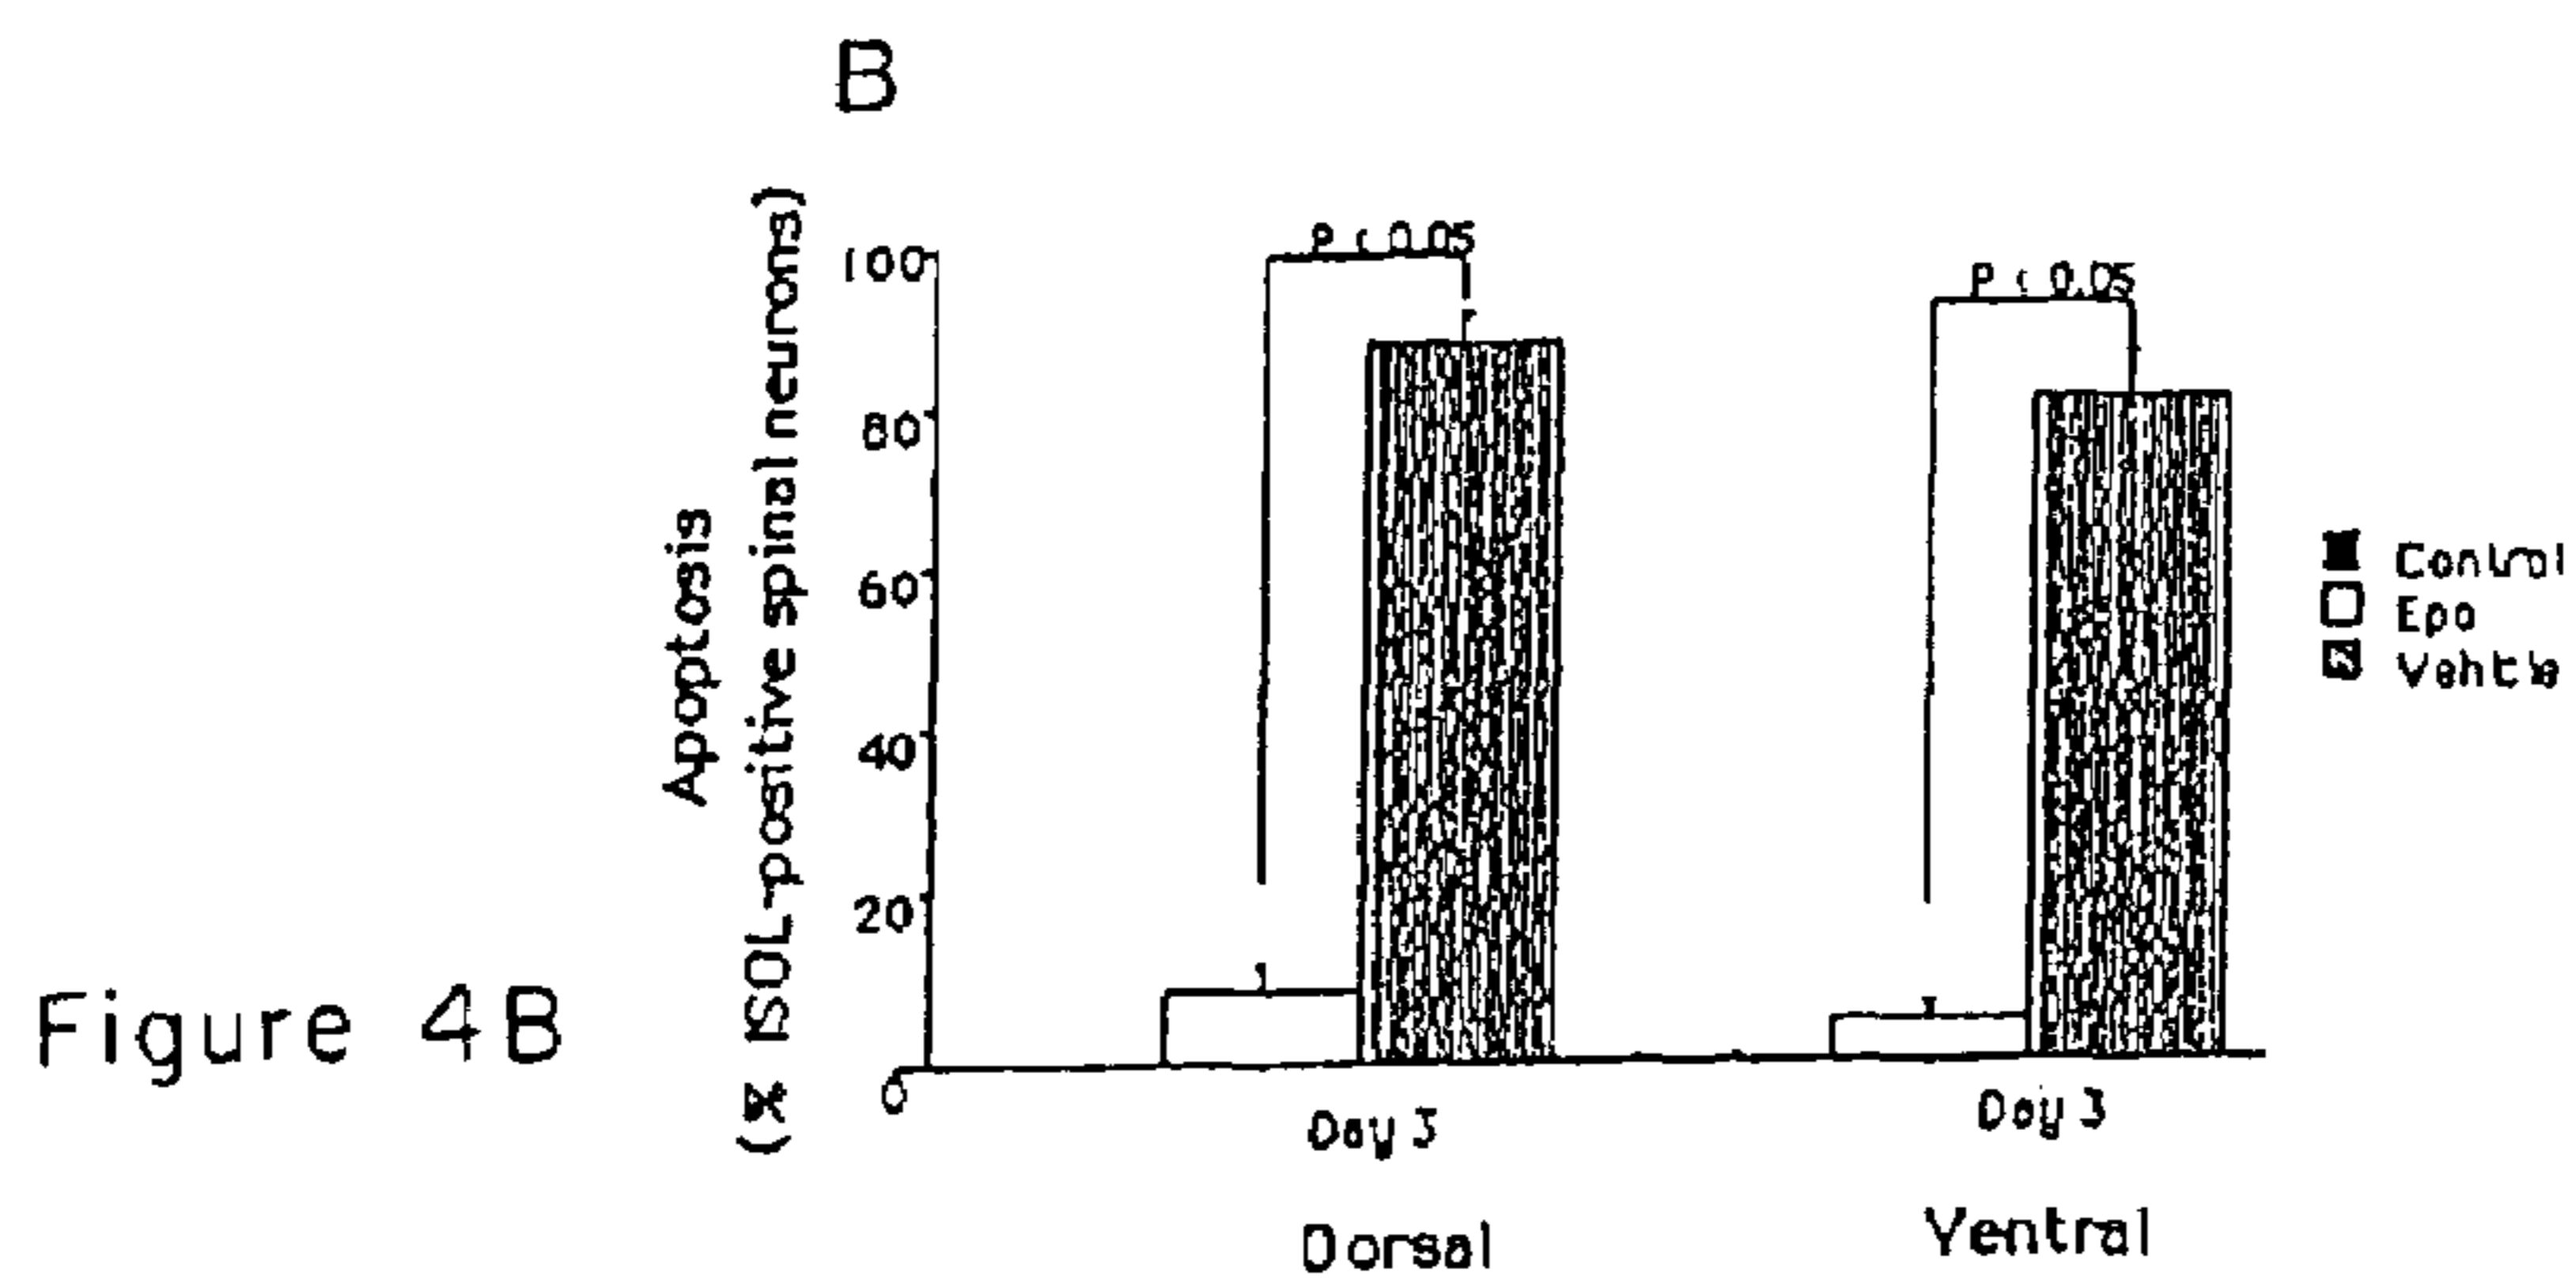 B
Apoptosis
(% ISOL-positive spinal neurons)
100
80
60
40
20
0
P < 0.05
P < 0.05
Control
Epo
Vehicle
Day 3
Day 3
Dorsal
Ventral
Figure 4B